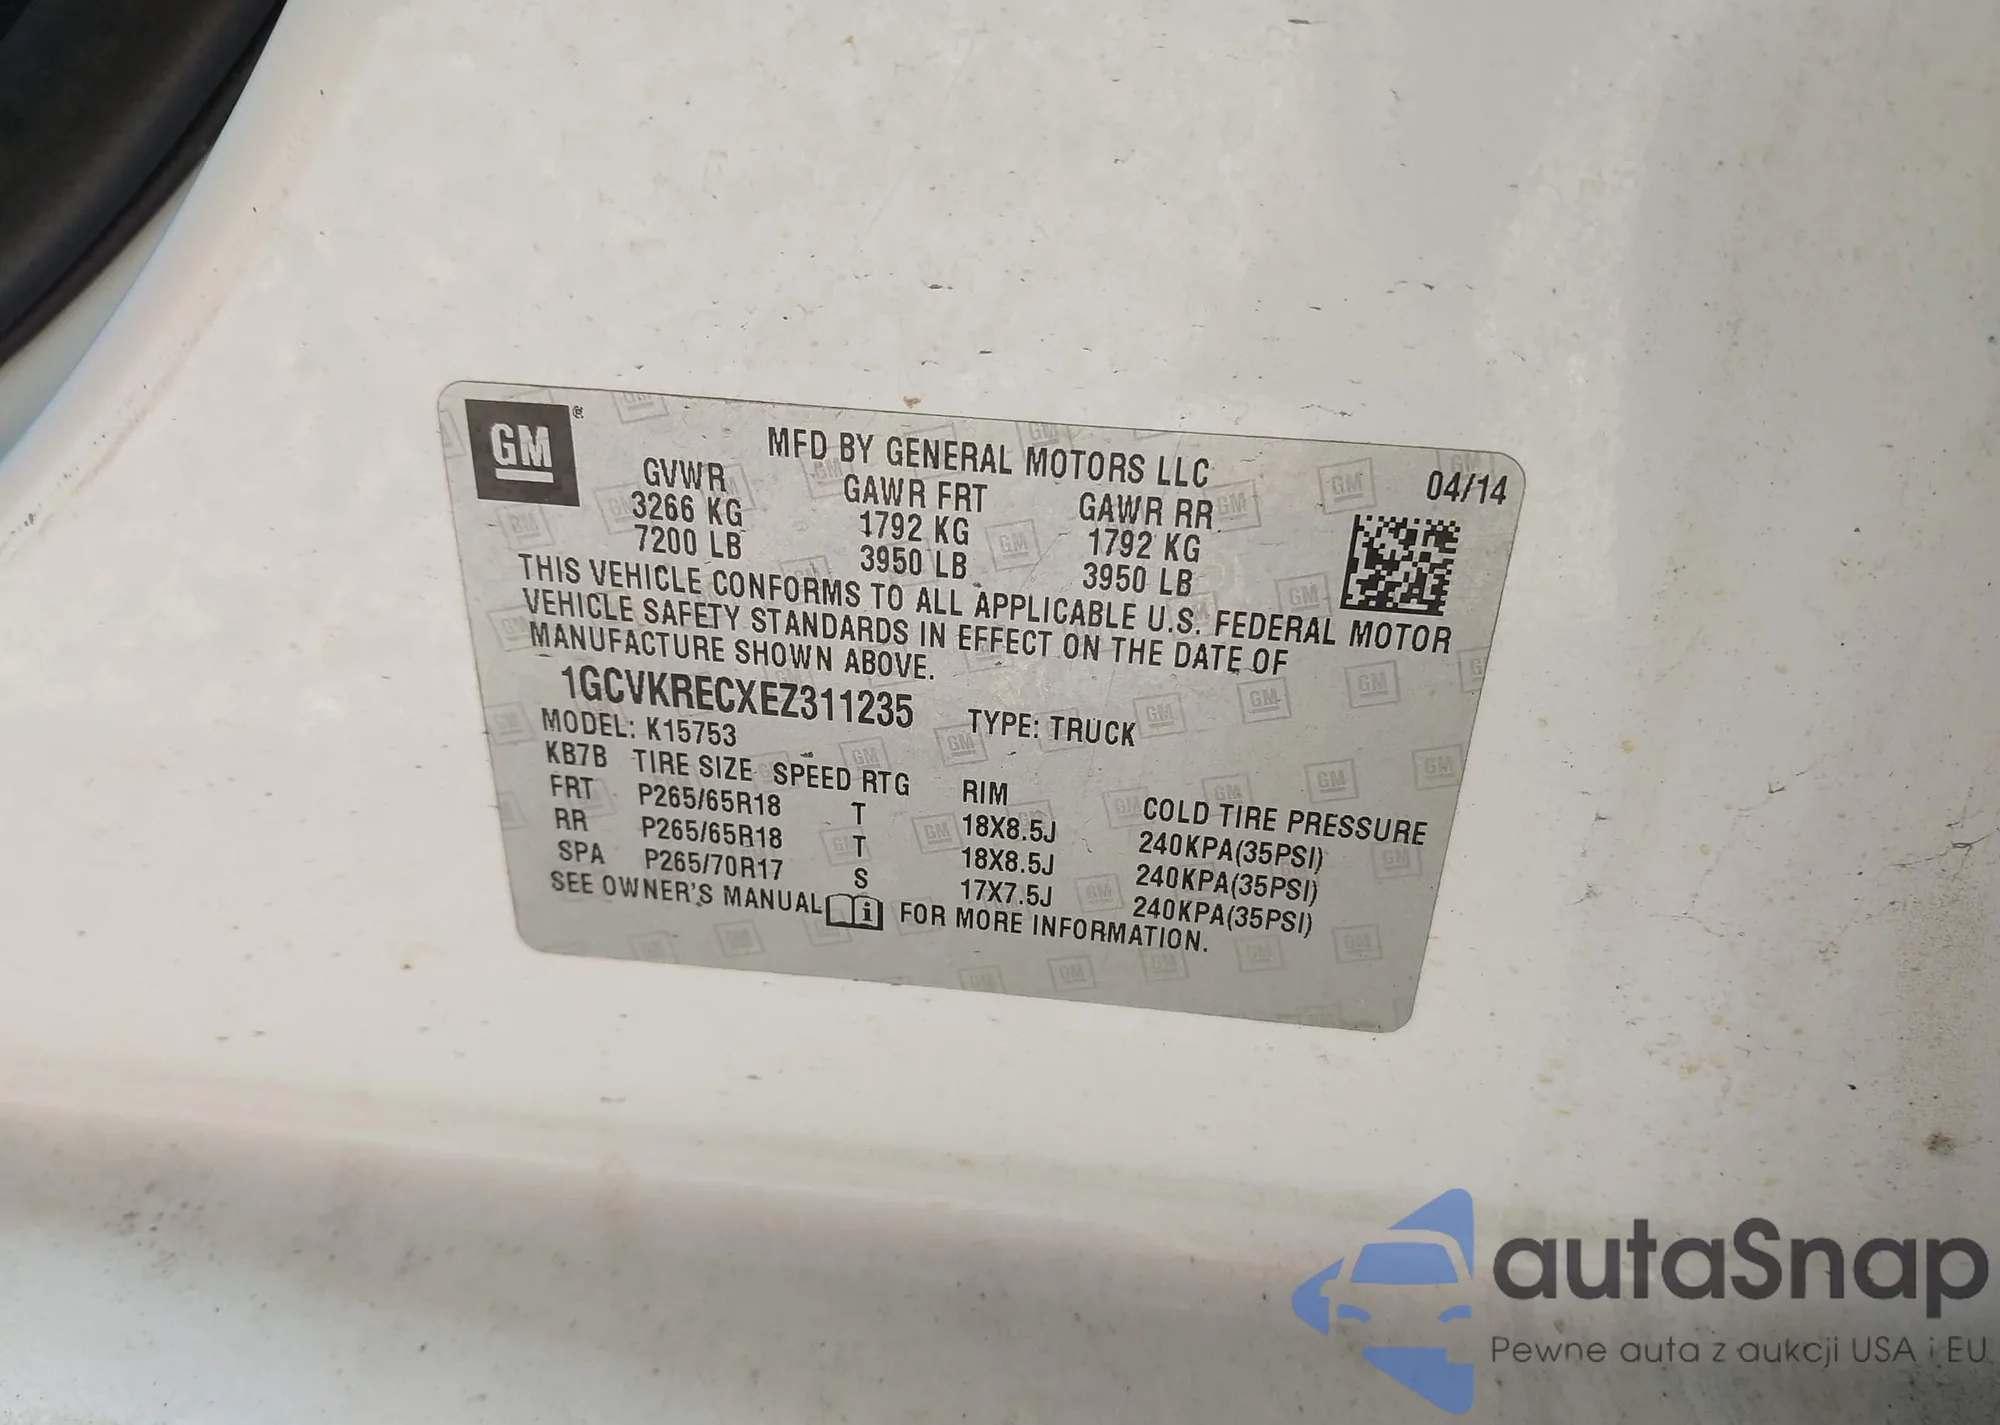 GM ®
MFD BY GENERAL MOTORS LLC 04/14
GVWR GAWR FRT GAWR RR
3266 KG 1792 KG 1792 KG
7200 LB 3950 LB 3950 LB
THIS VEHICLE CONFORMS TO ALL APPLICABLE U.S. FEDERAL MOTOR
VEHICLE SAFETY STANDARDS IN EFFECT ON THE DATE OF
MANUFACTURE SHOWN ABOVE.
1GCVKRECXEZ311235 TYPE: TRUCK
MODEL: K15753
KB7B TIRE SIZE SPEED RTG RIM COLD TIRE PRESSURE
FRT P265/65R18 T 18X8.5J 240KPA(35PSI)
RR P265/65R18 T 18X8.5J 240KPA(35PSI)
SPA P265/70R17 S 17X7.5J 240KPA(35PSI)
SEE OWNER'S MANUAL i FOR MORE INFORMATION.
autaSnap
Pewne auta z aukcji USA i EU